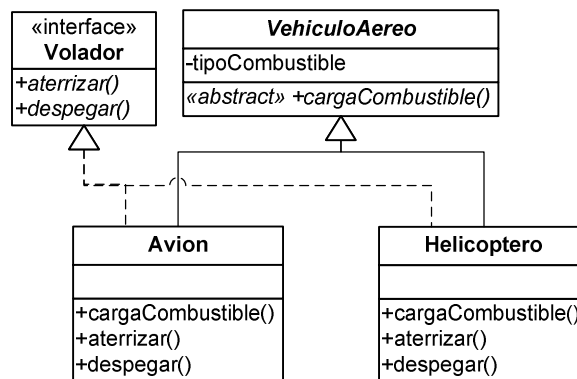 «interface»
Volador
+aterrizar()
+despegar()
VehiculoAereo
-tipoCombustible
«abstract» +cargaCombustible()
Avion
+cargaCombustible()
+aterrizar()
+despegar()
Helicoptero
+cargaCombustible()
+aterrizar()
+despegar()